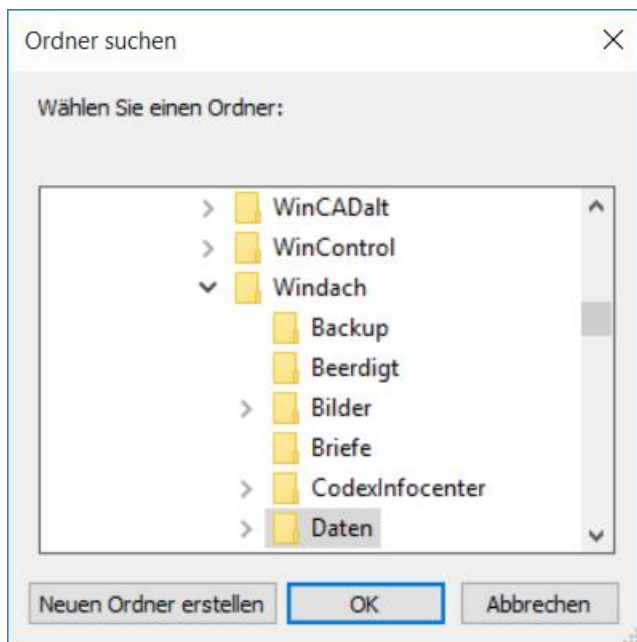 Ordner suchen
Wählen Sie einen Ordner:
WinCADalt
WinControl
Windach
Backup
Beerdigt
Bilder
Briefe
CodexInfocenter
Daten
Neuen Ordner erstellen OK Abbrechen